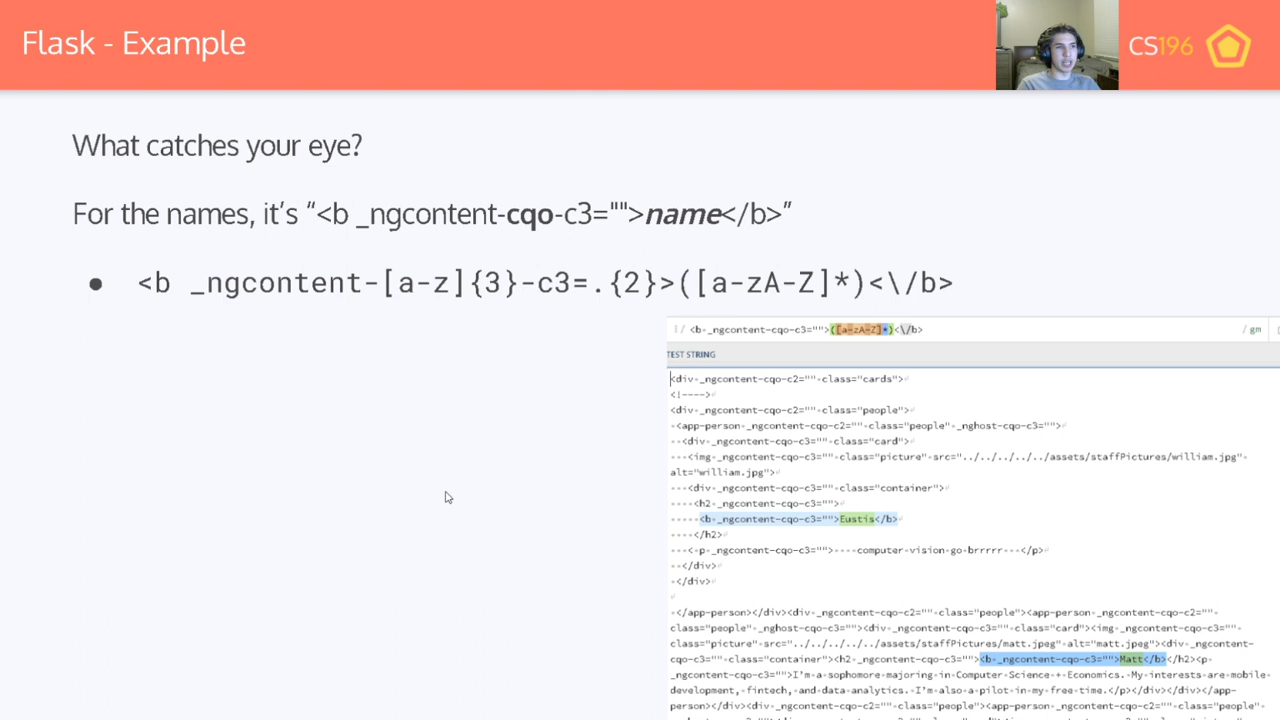 Flask - Example
CS196
What catches your eye?
For the names, it's “<b _ngcontent-cqo-c3="">name</b>”
● <b _ngcontent-[a-z]{3}-c3=.{2}>([a-zA-Z]*)<\/b>
/ <b·_ngcontent-cqo-c3="">([a-zA-Z]*)<\/b> / gm
TEST STRING
<div·_ngcontent-cqo-c2=""·class="cards">
<!---->
<div·_ngcontent-cqo-c2=""·class="people">
·<app-person·_ngcontent-cqo-c2=""·class="people"·_nghost-cqo-c3="">
··<div·_ngcontent-cqo-c3=""·class="card">
···<img·_ngcontent-cqo-c3=""·class="picture"·src="../../../../../assets/staffPictures/william.jpg"·
alt="william.jpg">
···<div·_ngcontent-cqo-c3=""·class="container">
····<h2·_ngcontent-cqo-c3="">
·····<b·_ngcontent-cqo-c3="">Eustis</b>
····</h2>
···<·p·_ngcontent-cqo-c3="">····computer·vision·go·brrrrr···</p>
··</div>
·</div>
·</app-person></div><div·_ngcontent-cqo-c2=""·class="people"><app-person·_ngcontent-cqo-c2=""·
class="people"·_nghost-cqo-c3=""><div·_ngcontent-cqo-c3=""·class="card"><img·_ngcontent-cqo-c3=""·
class="picture"·src="../../../../../assets/staffPictures/matt.jpeg"·alt="matt.jpeg"><div·_ngcontent-
cqo-c3=""·class="container"><h2·_ngcontent-cqo-c3=""><b·_ngcontent-cqo-c3="">Matt</b></h2><p·
_ngcontent-cqo-c3="">I'm·a·sophomore·majoring·in·Computer·Science·+·Economics.·My·interests·are·mobile·
development,·fintech,·and·data·analytics.·I'm·also·a·pilot·in·my·free·time.</p></div></div></app-
person></div><div·_ngcontent-cqo-c2=""·class="people"><app-person·_ngcontent-cqo-c2=""·class="people"·